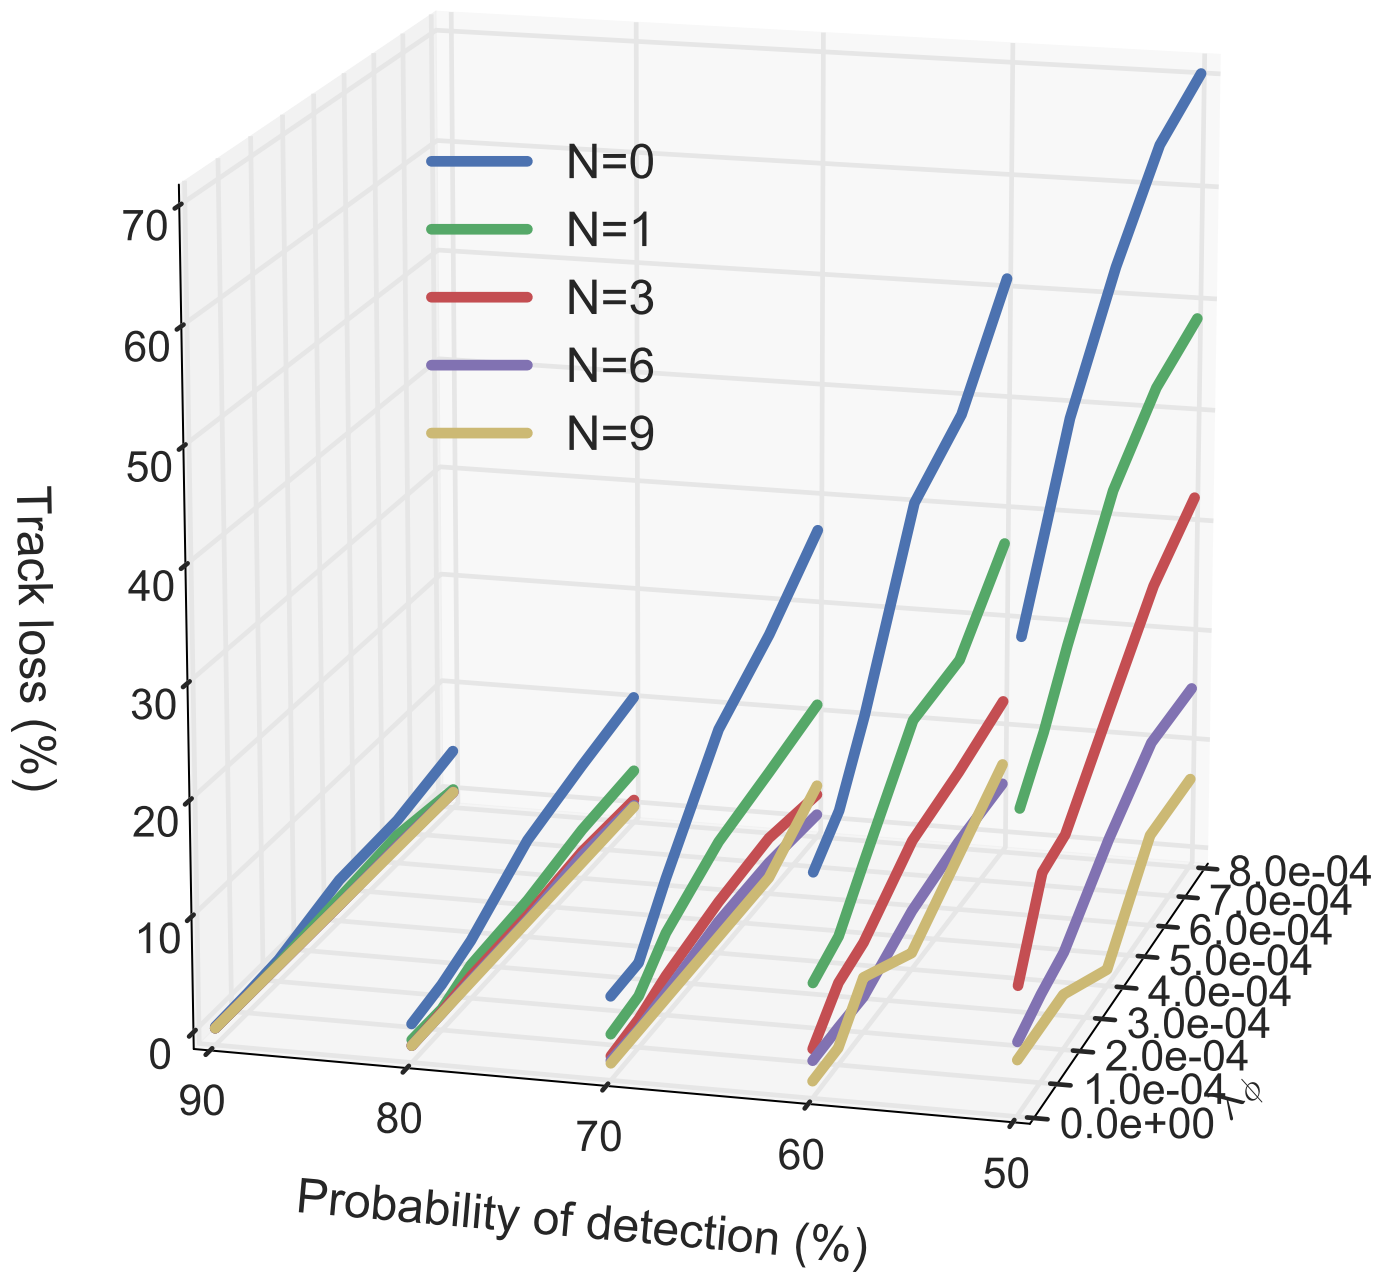 N=0
N=1
N=3
N=6
N=9
Track loss (%)
70
60
50
40
30
20
10
0
90
80
70
60
50
Probability of detection (%)
8.0e-04
7.0e-04
6.0e-04
5.0e-04
4.0e-04
3.0e-04
2.0e-04
1.0e-04
0.0e+00
λϕ